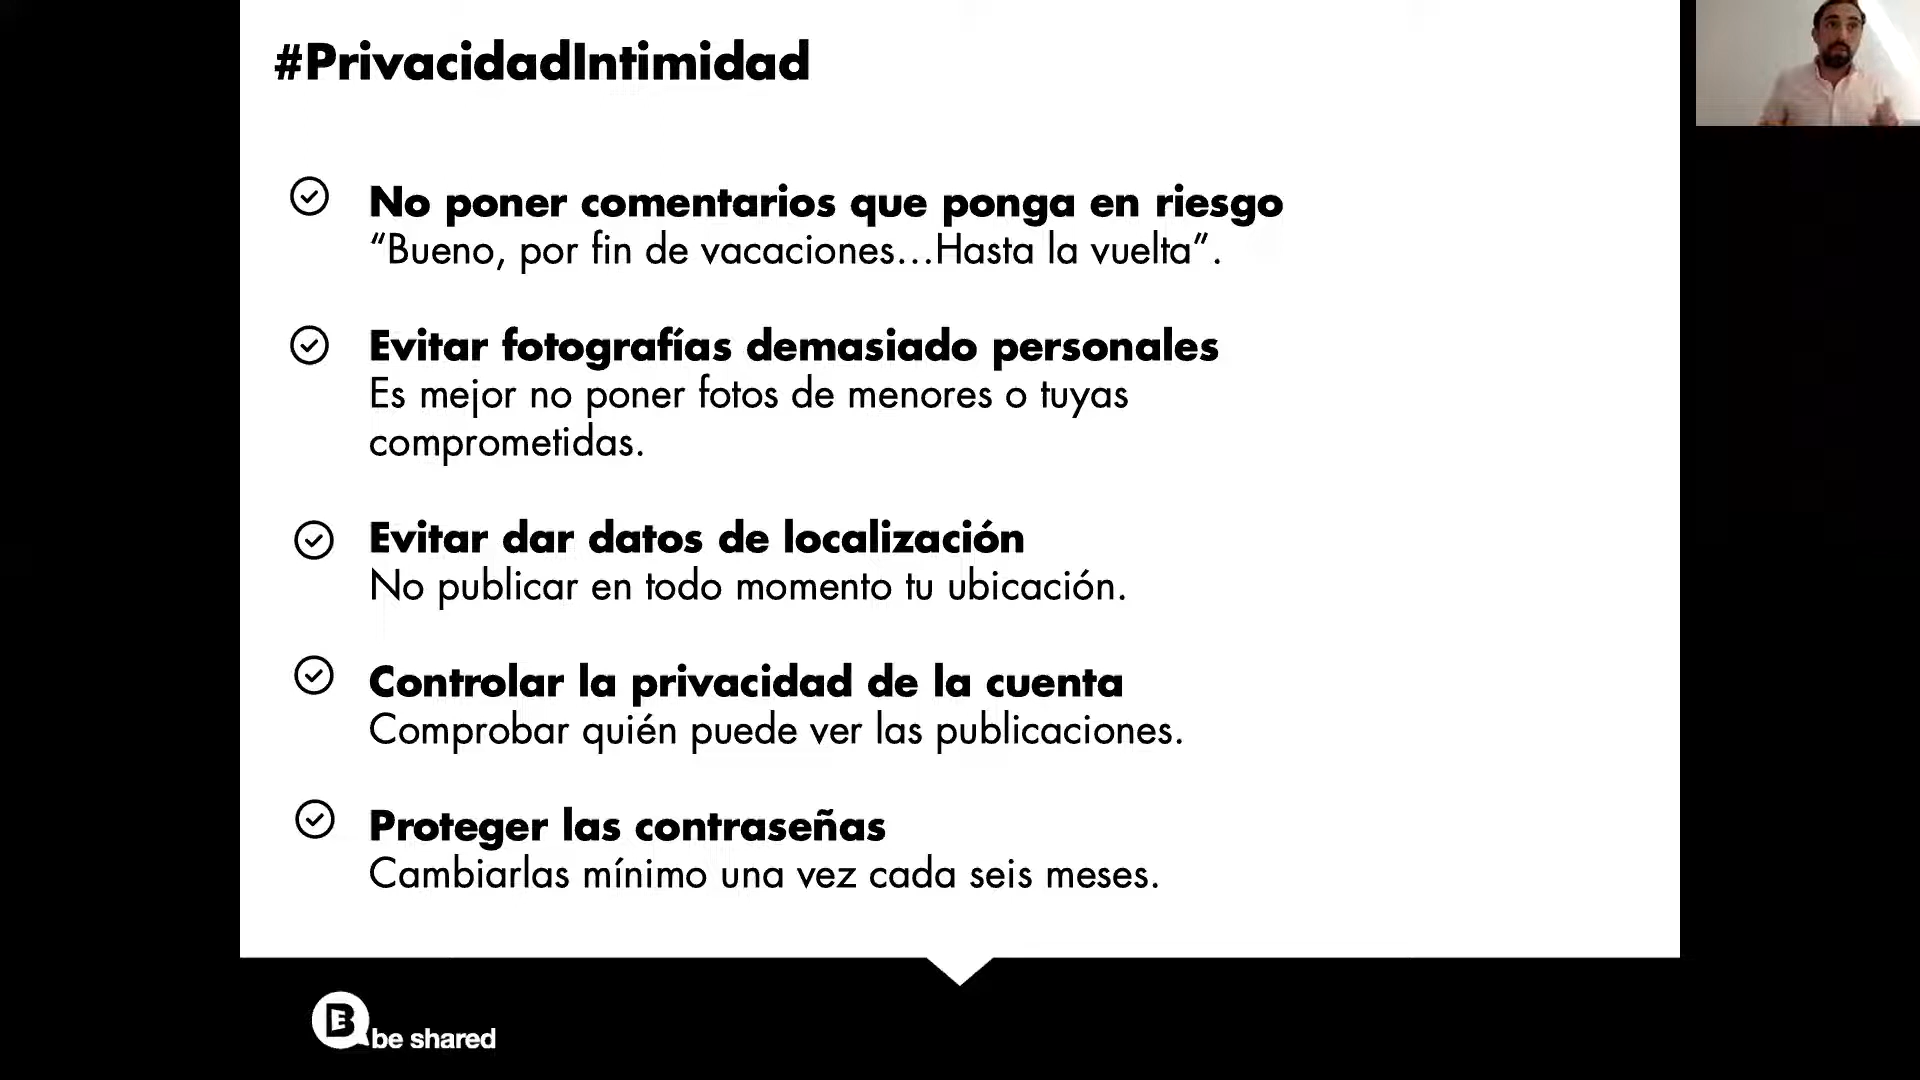 #PrivacidadIntimidad
No poner comentarios que ponga en riesgo
“Bueno, por fin de vacaciones...Hasta la vuelta”.
Evitar fotografías demasiado personales
Es mejor no poner fotos de menores o tuyas
comprometidas.
Evitar dar datos de localización
No publicar en todo momento tu ubicación.
Controlar la privacidad de la cuenta
Comprobar quién puede ver las publicaciones.
Proteger las contraseñas
Cambiarlas mínimo una vez cada seis meses.
B be shared